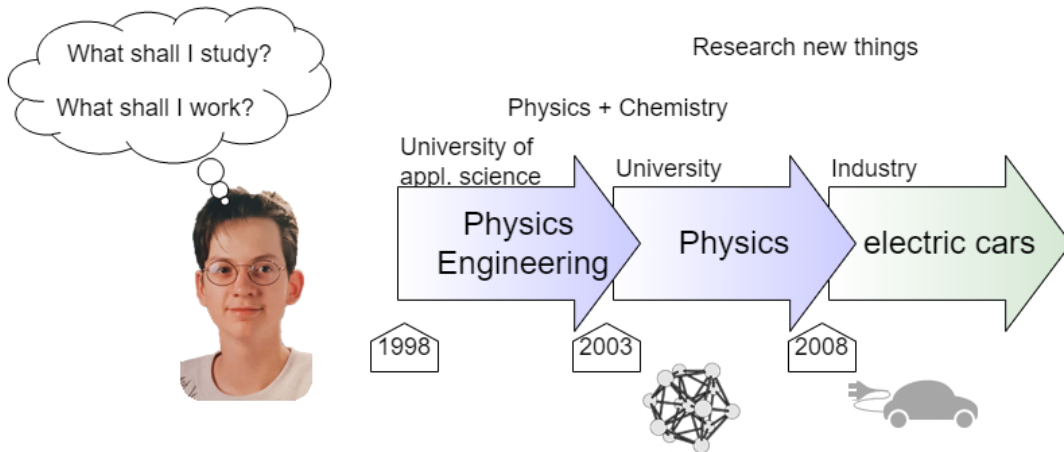 What shall I study?
What shall I work?
Research new things
Physics + Chemistry
University of
appl. science
University
Industry
Physics
Engineering
Physics
electric cars
1998
2003
2008